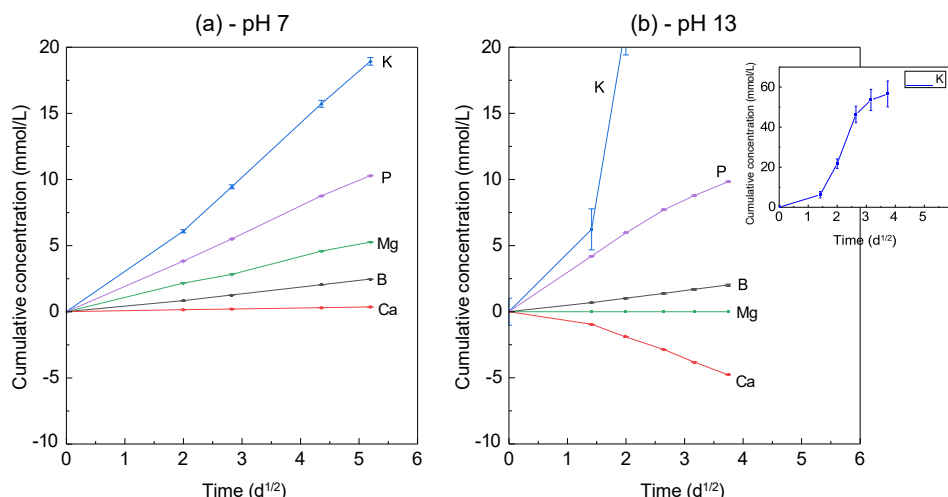 (a) - pH 7
Cumulative concentration (mmol/L)
20
15
10
5
0
-5
-10
K
P
Mg
B
Ca
0 1 2 3 4 5 6
Time (d1/2)
(b) - pH 13
20
15
10
5
0
-5
-10
Cumulative concentration (mmol/L)
K
P
B
Mg
Ca
0 1 2 3 4 5 6
Time (d1/2)
Cumulative concentration (mmol/L)
60
40
20
0
K
0 1 2 3 4 5
Time (d1/2)